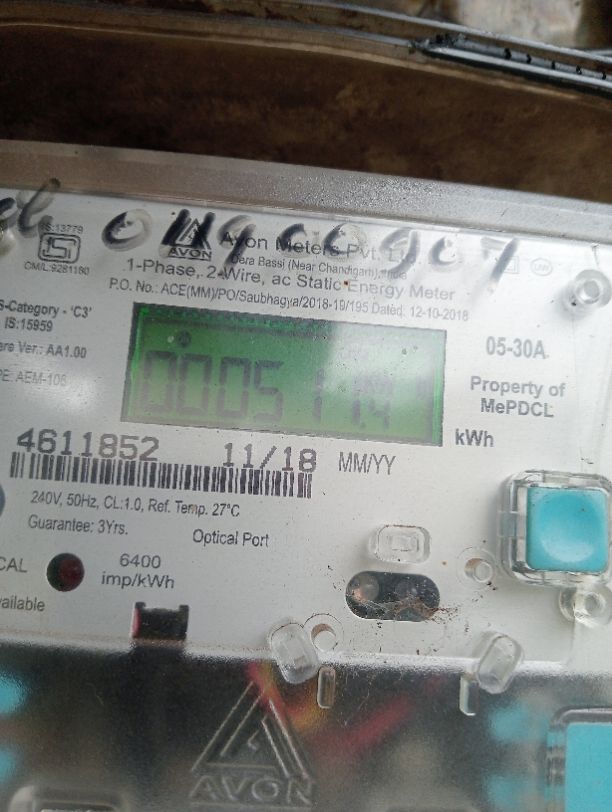 IS:13779
CM/L:9281180
AVON
Avon Meters Pvt. Ltd.
Dera Bassi (Near Chandigarh), India
1-Phase, 2-Wire, ac Static Energy Meter
P.O. No.: ACE(MM)/PO/Saubhagya/2018-19/195 Dated: 12-10-2018
S-Category - 'C3'
IS:15959
are Ver.: AA1.00
PE: AEM-106
05-30A
Property of
MePDCL
kWh
4611852 11/18 MM/YY
240V, 50Hz, CL:1.0, Ref. Temp. 27°C
Guarantee: 3Yrs.
Optical Port
CAL
6400
imp/kWh
vailable
AVON